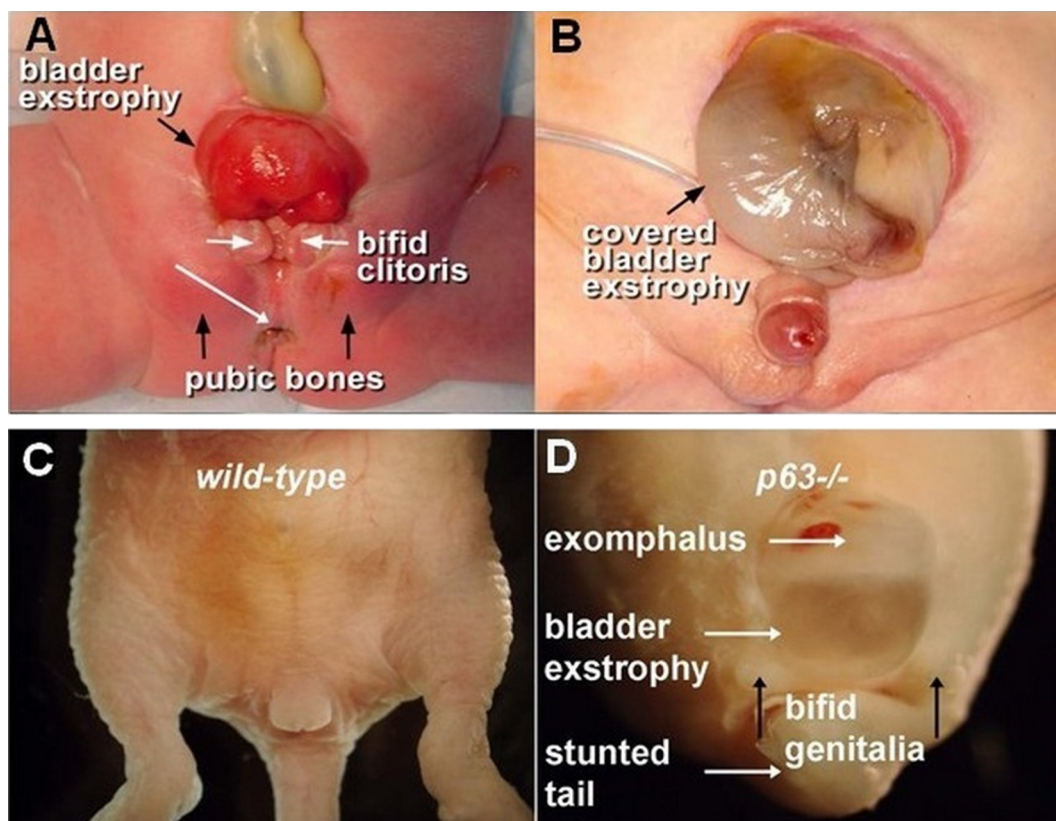 A
bladder
exstrophy
bifid
clitoris
pubic bones
B
covered
bladder
exstrophy
C
wild-type
D
p63-/-
exomphalus
bladder
exstrophy
bifid
genitalia
stunted
tail